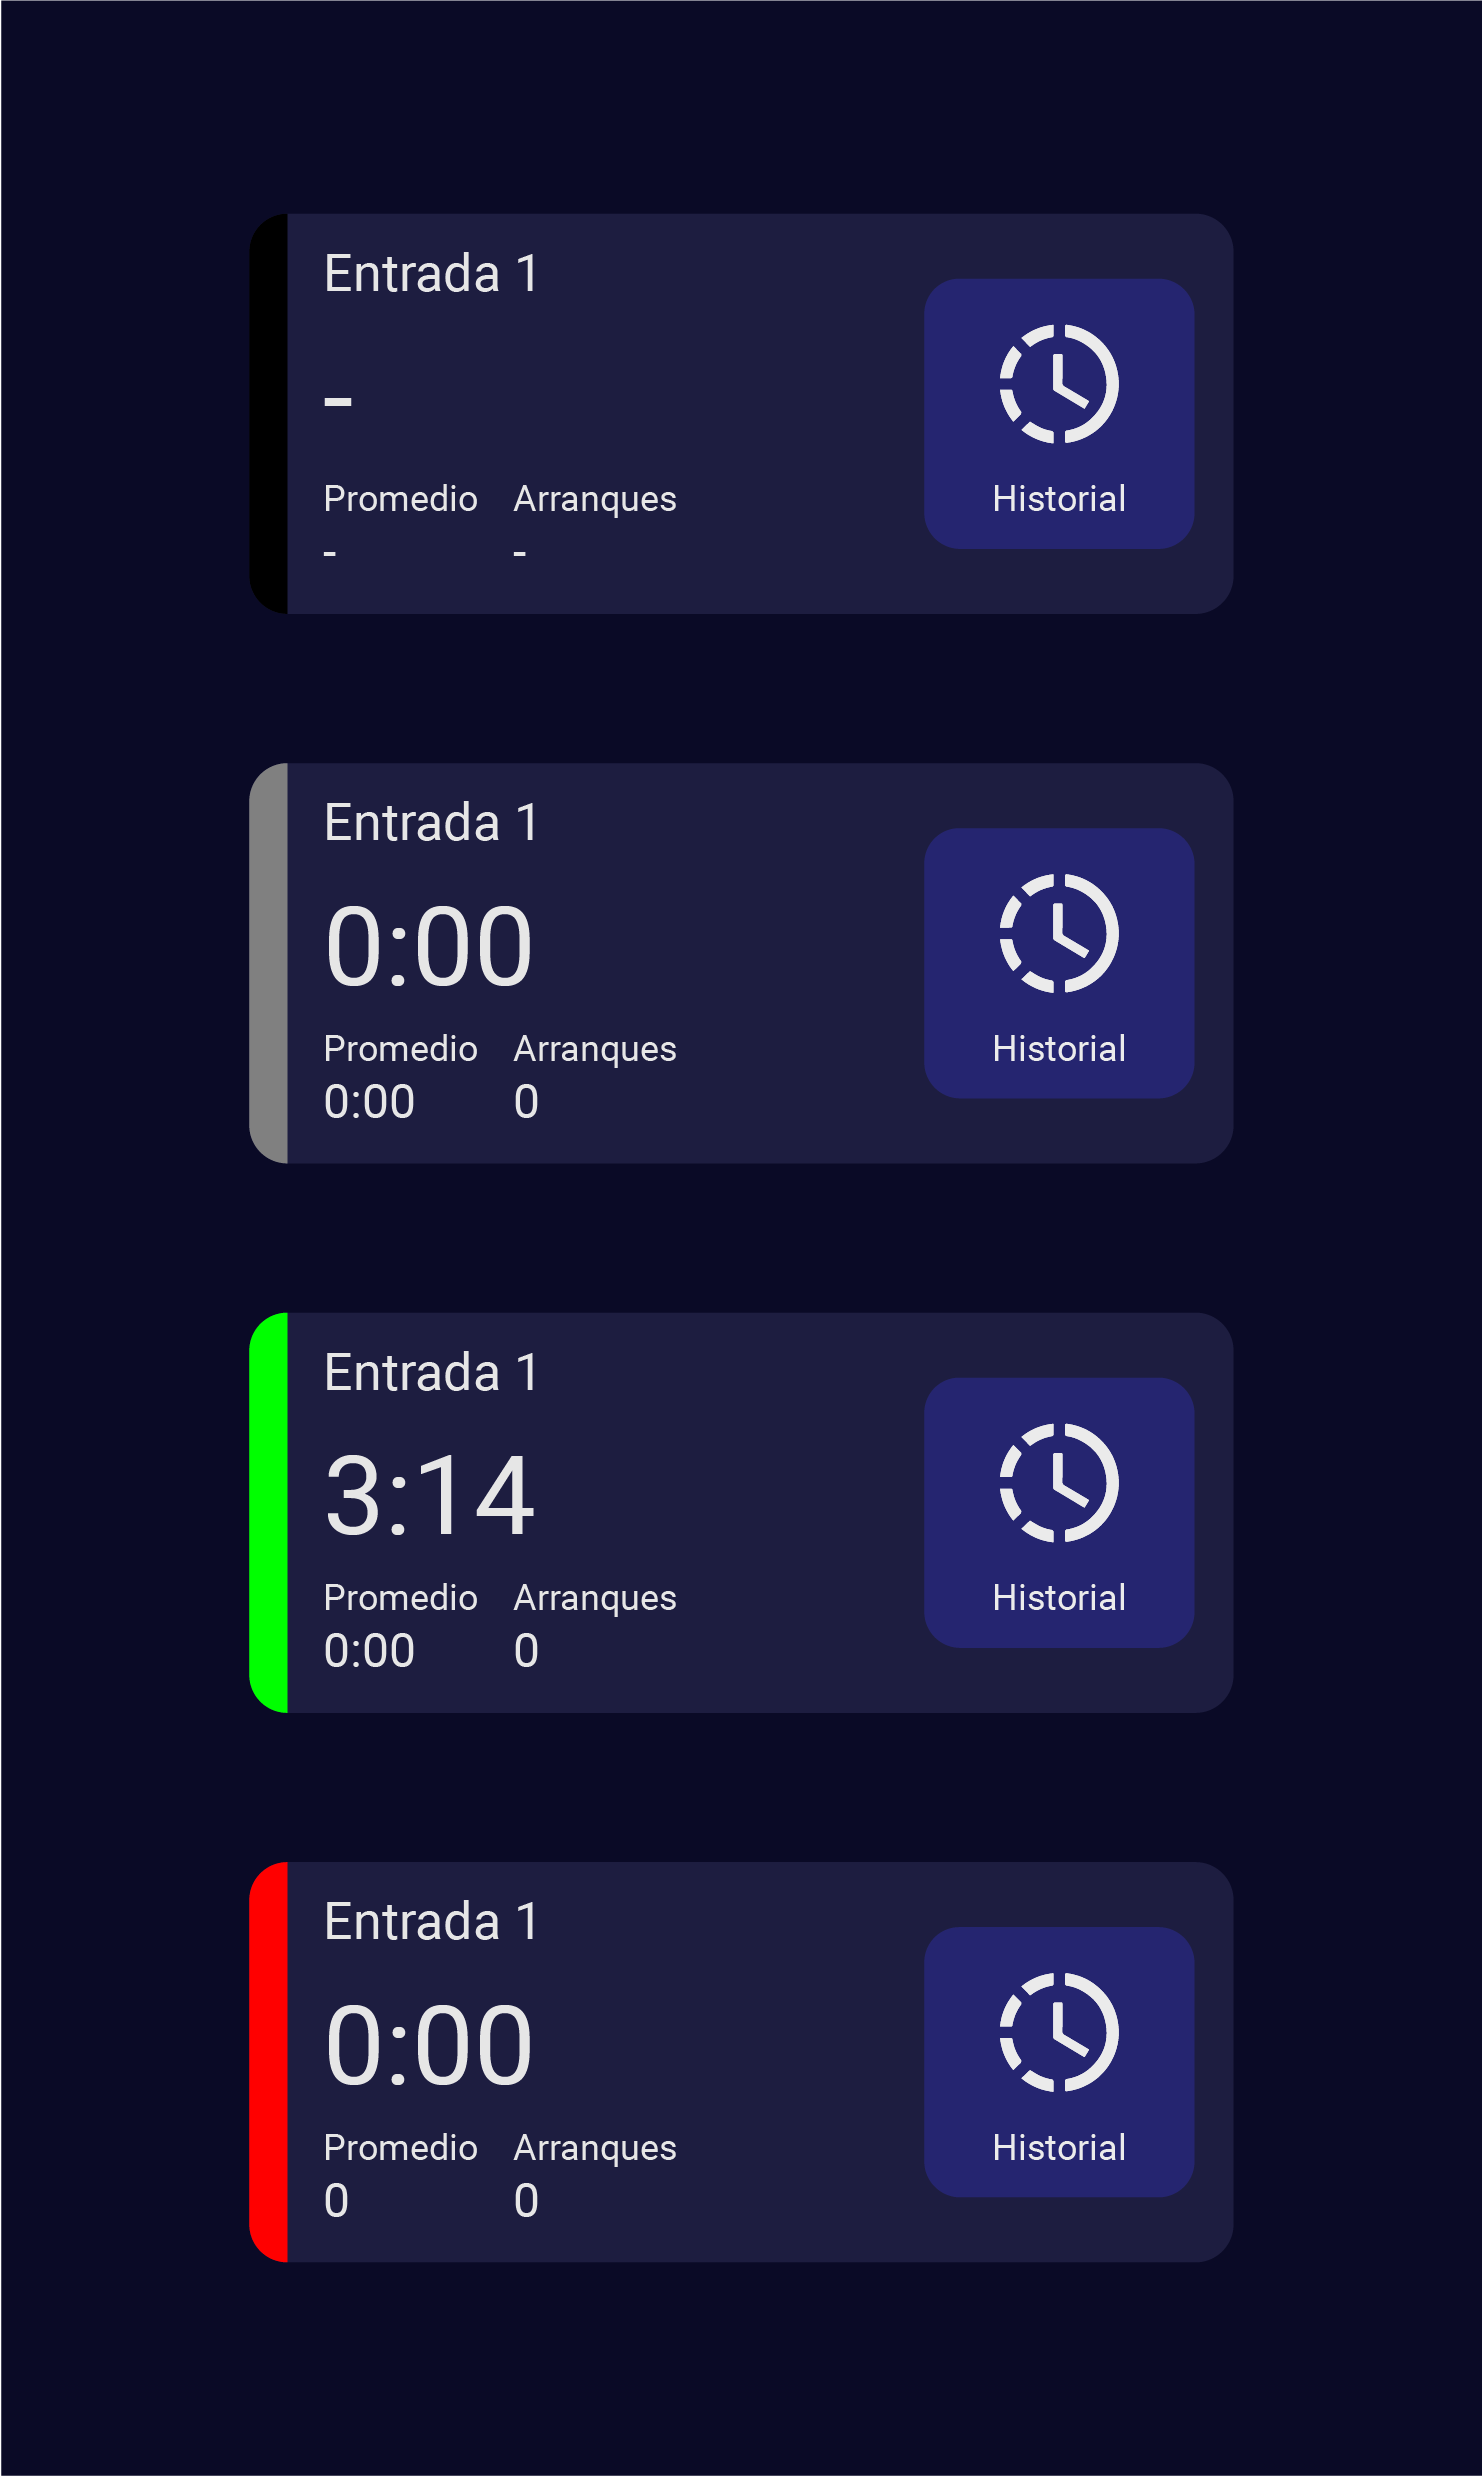 Entrada 1
-
Promedio Arranques
- -
Historial
Entrada 1
0:00
Promedio Arranques
0:00 0
Historial
Entrada 1
3:14
Promedio Arranques
0:00 0
Historial
Entrada 1
0:00
Promedio Arranques
0 0
Historial